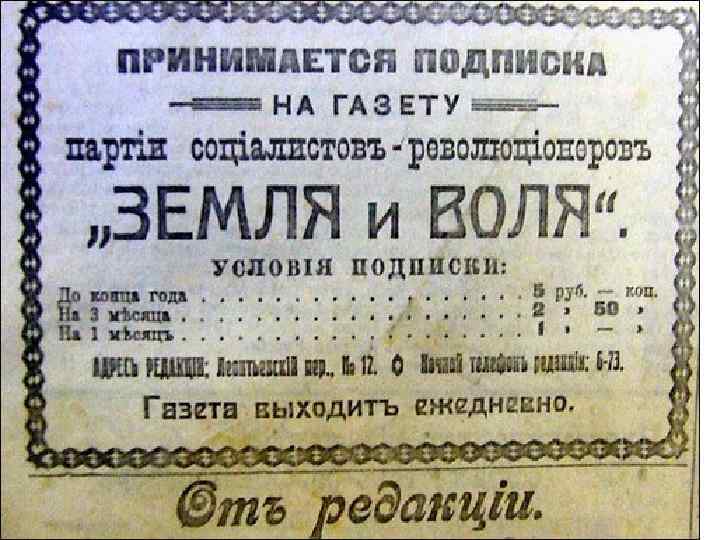 ПРИНИМАЕТСЯ ПОДПИСКА
НА ГАЗЕТУ
партіи соціалистовъ-революціонеровъ
„ЗЕМЛЯ и ВОЛЯ“.
УСЛОВІЯ ПОДПИСКИ:
До конца года . . . . . . . . . . . . . . . . . . . . . 5 руб. — коп.
На 3 мѣсяца . . . . . . . . . . . . . . . . . . . . . . 2 „ 50 „
На 1 мѣсяцъ . . . . . . . . . . . . . . . . . . . . . . 1 „ — „
АДРЕСЪ РЕДАКЦІИ: Леонтьевскій пер., № 12. Ночной телефонъ редакціи: 6-73.
Газета выходитъ ежедневно.
Отъ редакціи.